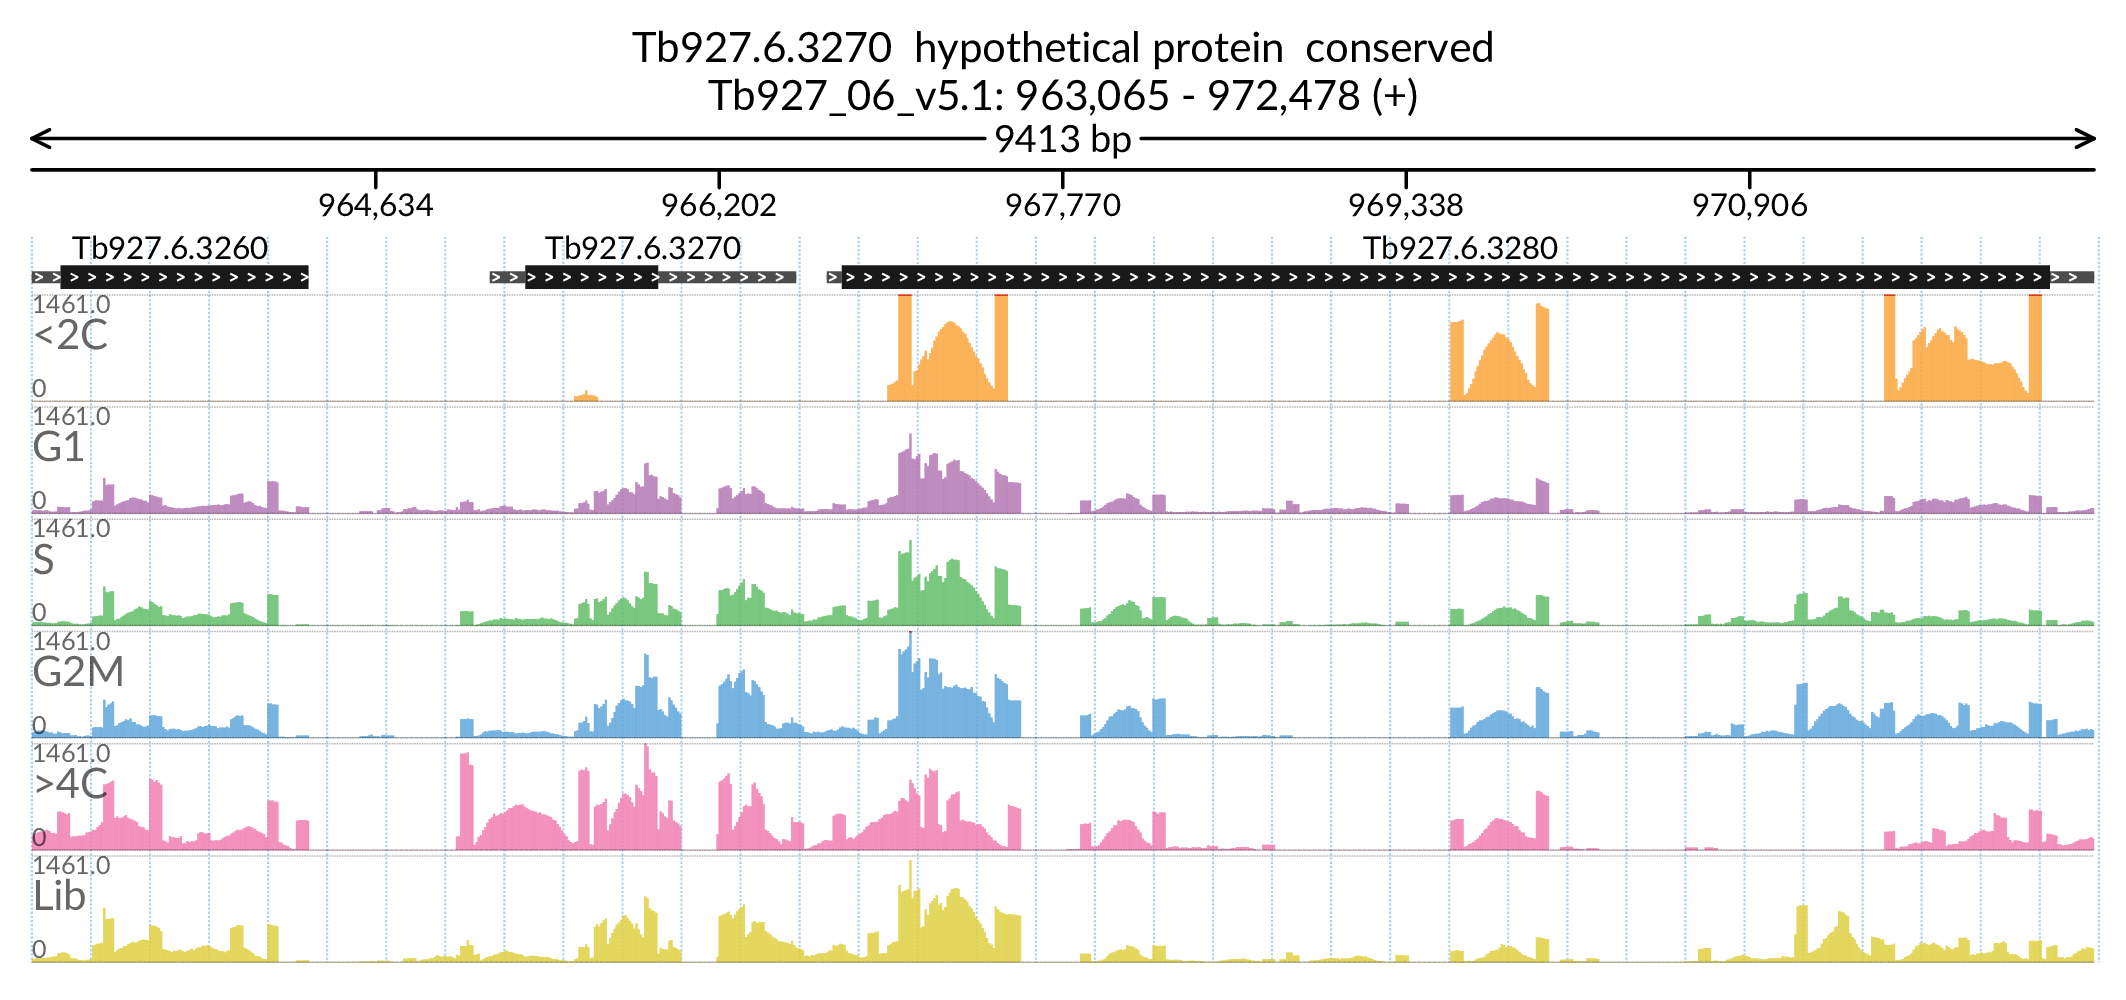 Tb927.6.3270 hypothetical protein conserved
Tb927_06_v5.1: 963,065 - 972,478 (+)
9413 bp
964,634 966,202 967,770 969,338 970,906
Tb927.6.3260 Tb927.6.3270 Tb927.6.3280
1461.0
<2C
0
1461.0
G1
0
1461.0
S
0
1461.0
G2M
0
1461.0
>4C
0
1461.0
Lib
0